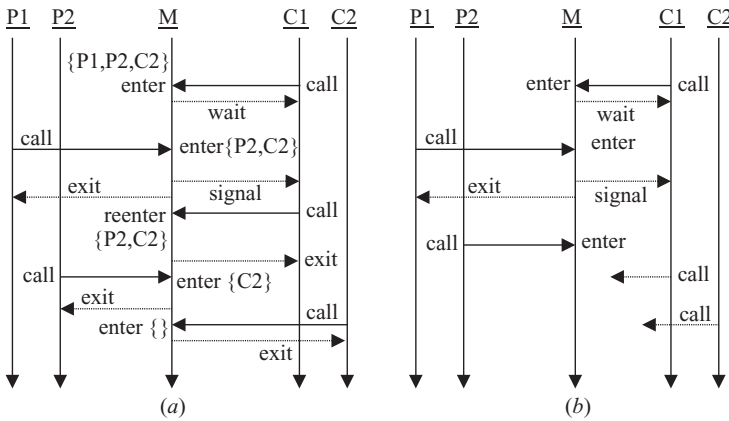 P1 P2 M C1 C2
{P1,P2,C2}
enter call
wait
call enter{P2,C2}
exit signal
reenter call
{P2,C2}
exit
call enter {C2}
exit
enter {} call
exit
(a)
P1 P2 M C1 C2
enter call
wait
call enter
exit signal
call enter
call
call
(b)